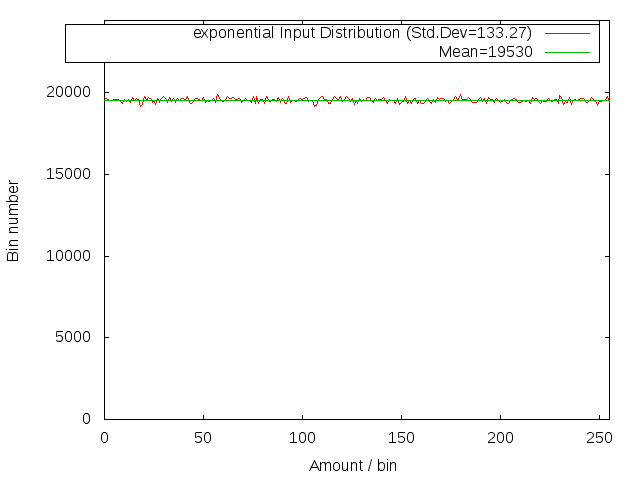 exponential Input Distribution (Std.Dev=133.27)
Mean=19530
20000
15000
10000
5000
0
Bin number
0 50 100 150 200 250
Amount / bin